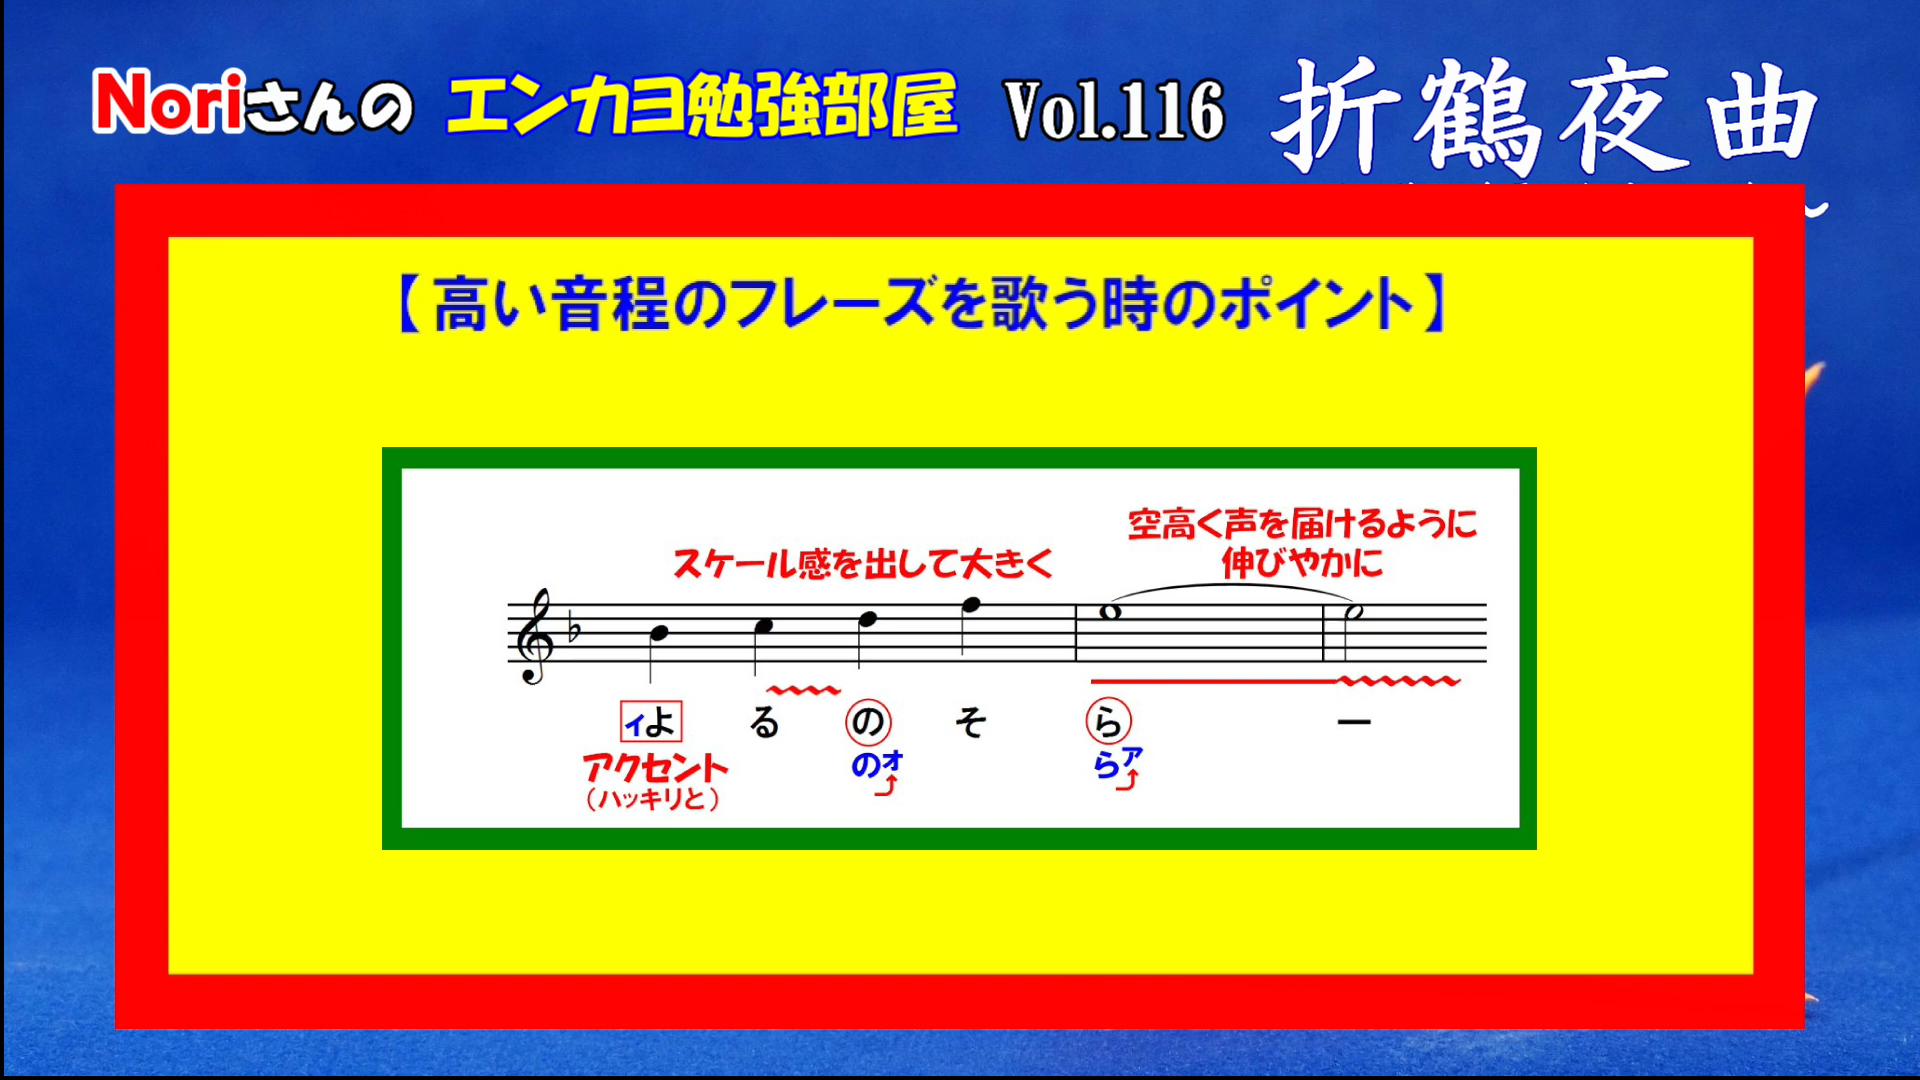 Noriさんの エンカヨ勉強部屋 Vol.116 折鶴夜曲
【高い音程のフレーズを歌う時のポイント】
スケール感を出して大きく
空高く声を届けるように
伸びやかに
ィよ る の そ ら ー
アクセント
(ハッキリと)
のオ
らア